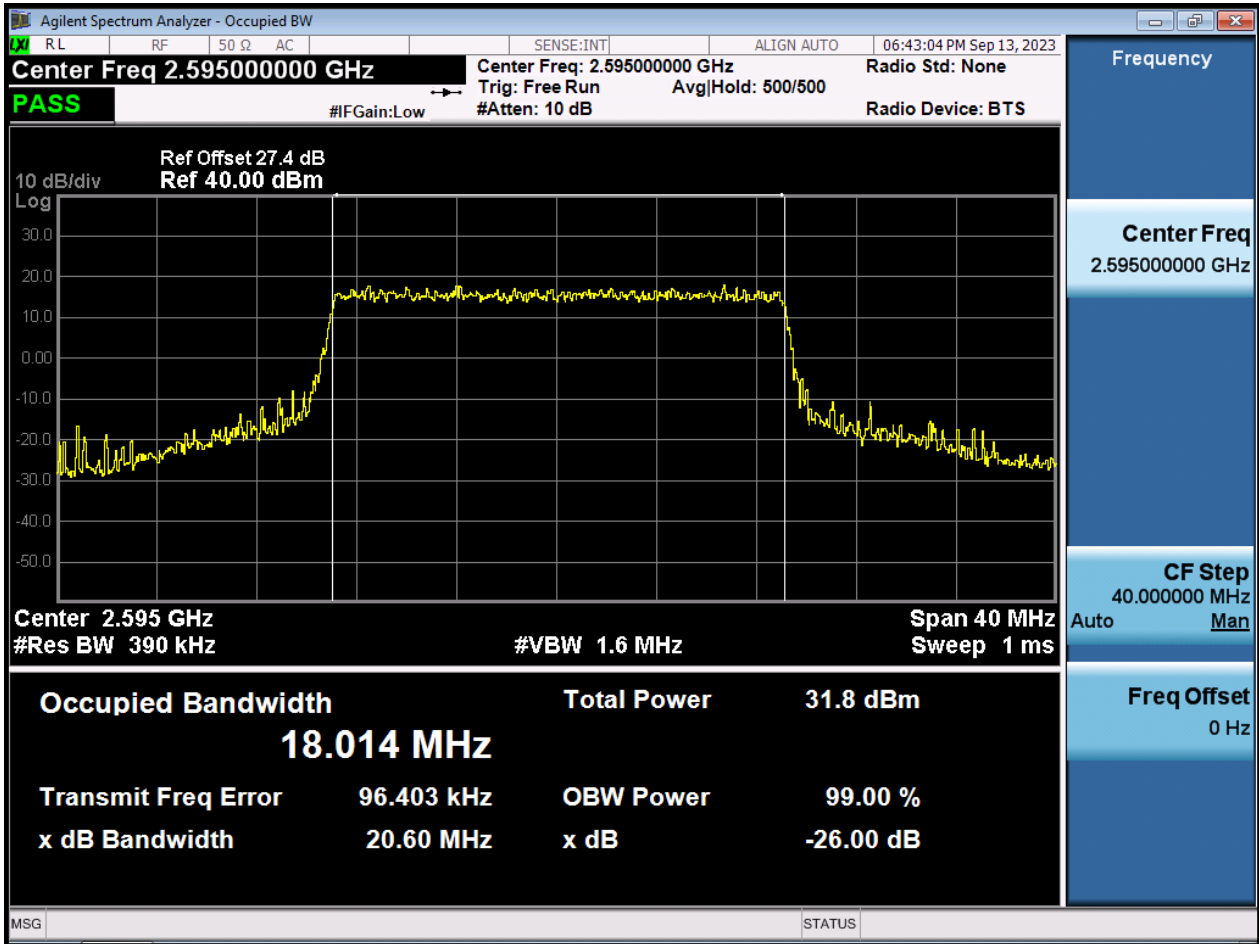 Agilent Spectrum Analyzer - Occupied BW
LXI RL RF 50 Ω AC SENSE:INT ALIGN AUTO 06:43:04 PM Sep 13, 2023
Center Freq 2.595000000 GHz
PASS
#IFGain:Low
Center Freq: 2.595000000 GHz
Trig: Free Run Avg|Hold: 500/500
#Atten: 10 dB
Radio Std: None
Radio Device: BTS
Ref Offset 27.4 dB
10 dB/div Ref 40.00 dBm
Log
30.0
20.0
10.0
0.00
-10.0
-20.0
-30.0
-40.0
-50.0
Center 2.595 GHz Span 40 MHz
#Res BW 390 kHz #VBW 1.6 MHz Sweep 1 ms
Occupied Bandwidth Total Power 31.8 dBm
18.014 MHz
Transmit Freq Error 96.403 kHz OBW Power 99.00 %
x dB Bandwidth 20.60 MHz x dB -26.00 dB
Frequency
Center Freq
2.595000000 GHz
CF Step
40.000000 MHz
Auto Man
Freq Offset
0 Hz
MSG STATUS